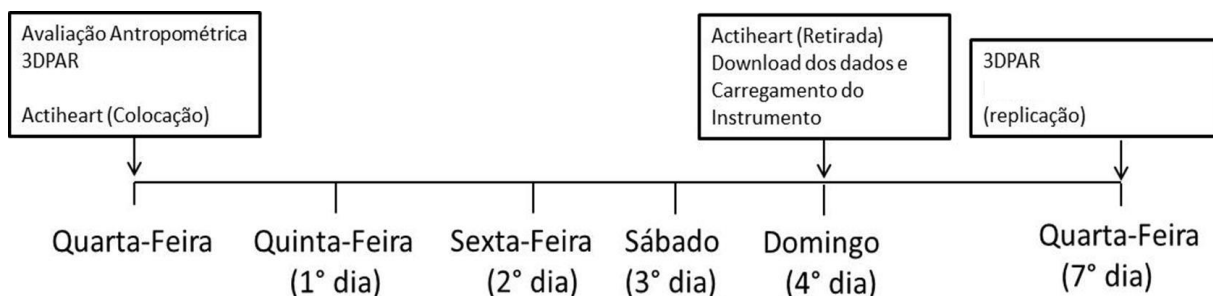 Avaliação Antropométrica
3DPAR
Actiheart (Colocação)
Actiheart (Retirada)
Download dos dados e
Carregamento do
Instrumento
3DPAR
(replicação)
Quarta-Feira
Quinta-Feira
(1° dia)
Sexta-Feira
(2° dia)
Sábado
(3° dia)
Domingo
(4° dia)
Quarta-Feira
(7° dia)